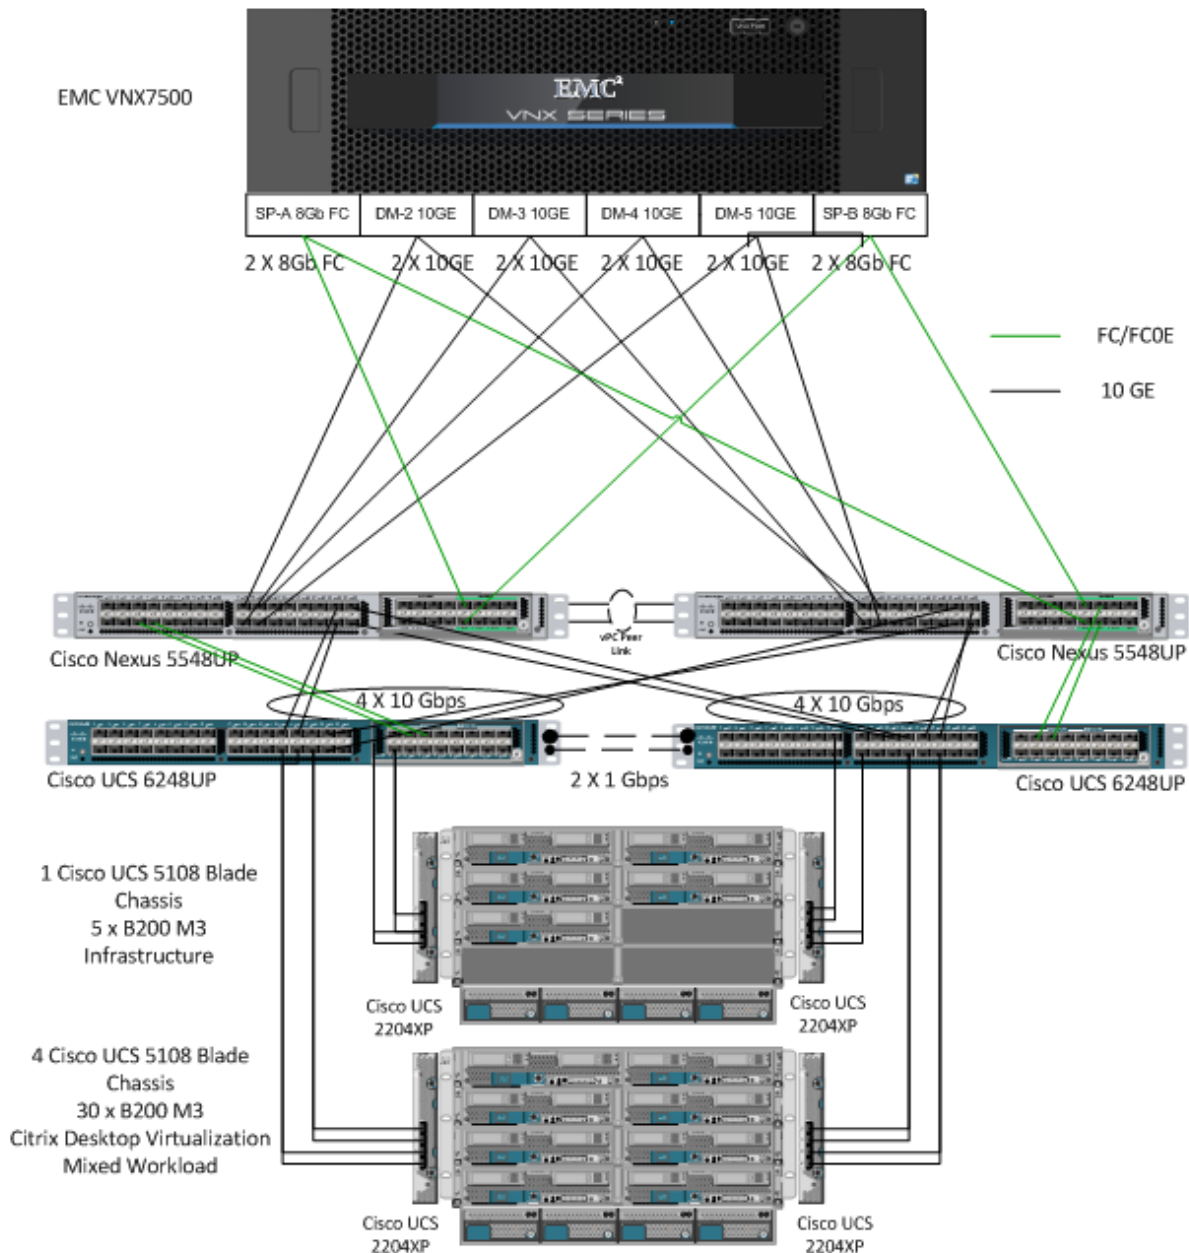 EMC VNX7500
EMC²
VNX SERIES
SP-A 8Gb FC
DM-2 10GE
DM-3 10GE
DM-4 10GE
DM-5 10GE
SP-B 8Gb FC
2 X 8Gb FC
2 X 10GE
2 X 10GE
2 X 10GE
2 X 10GE
2 X 8Gb FC
FC/FC0E
10 GE
vPC Peer
Link
Cisco Nexus 5548UP
Cisco Nexus 5548UP
4 X 10 Gbps
4 X 10 Gbps
Cisco UCS 6248UP
2 X 1 Gbps
Cisco UCS 6248UP
1 Cisco UCS 5108 Blade
Chassis
5 x B200 M3
Infrastructure
Cisco UCS
2204XP
Cisco UCS
2204XP
4 Cisco UCS 5108 Blade
Chassis
30 x B200 M3
Citrix Desktop Virtualization
Mixed Workload
Cisco UCS
2204XP
Cisco UCS
2204XP